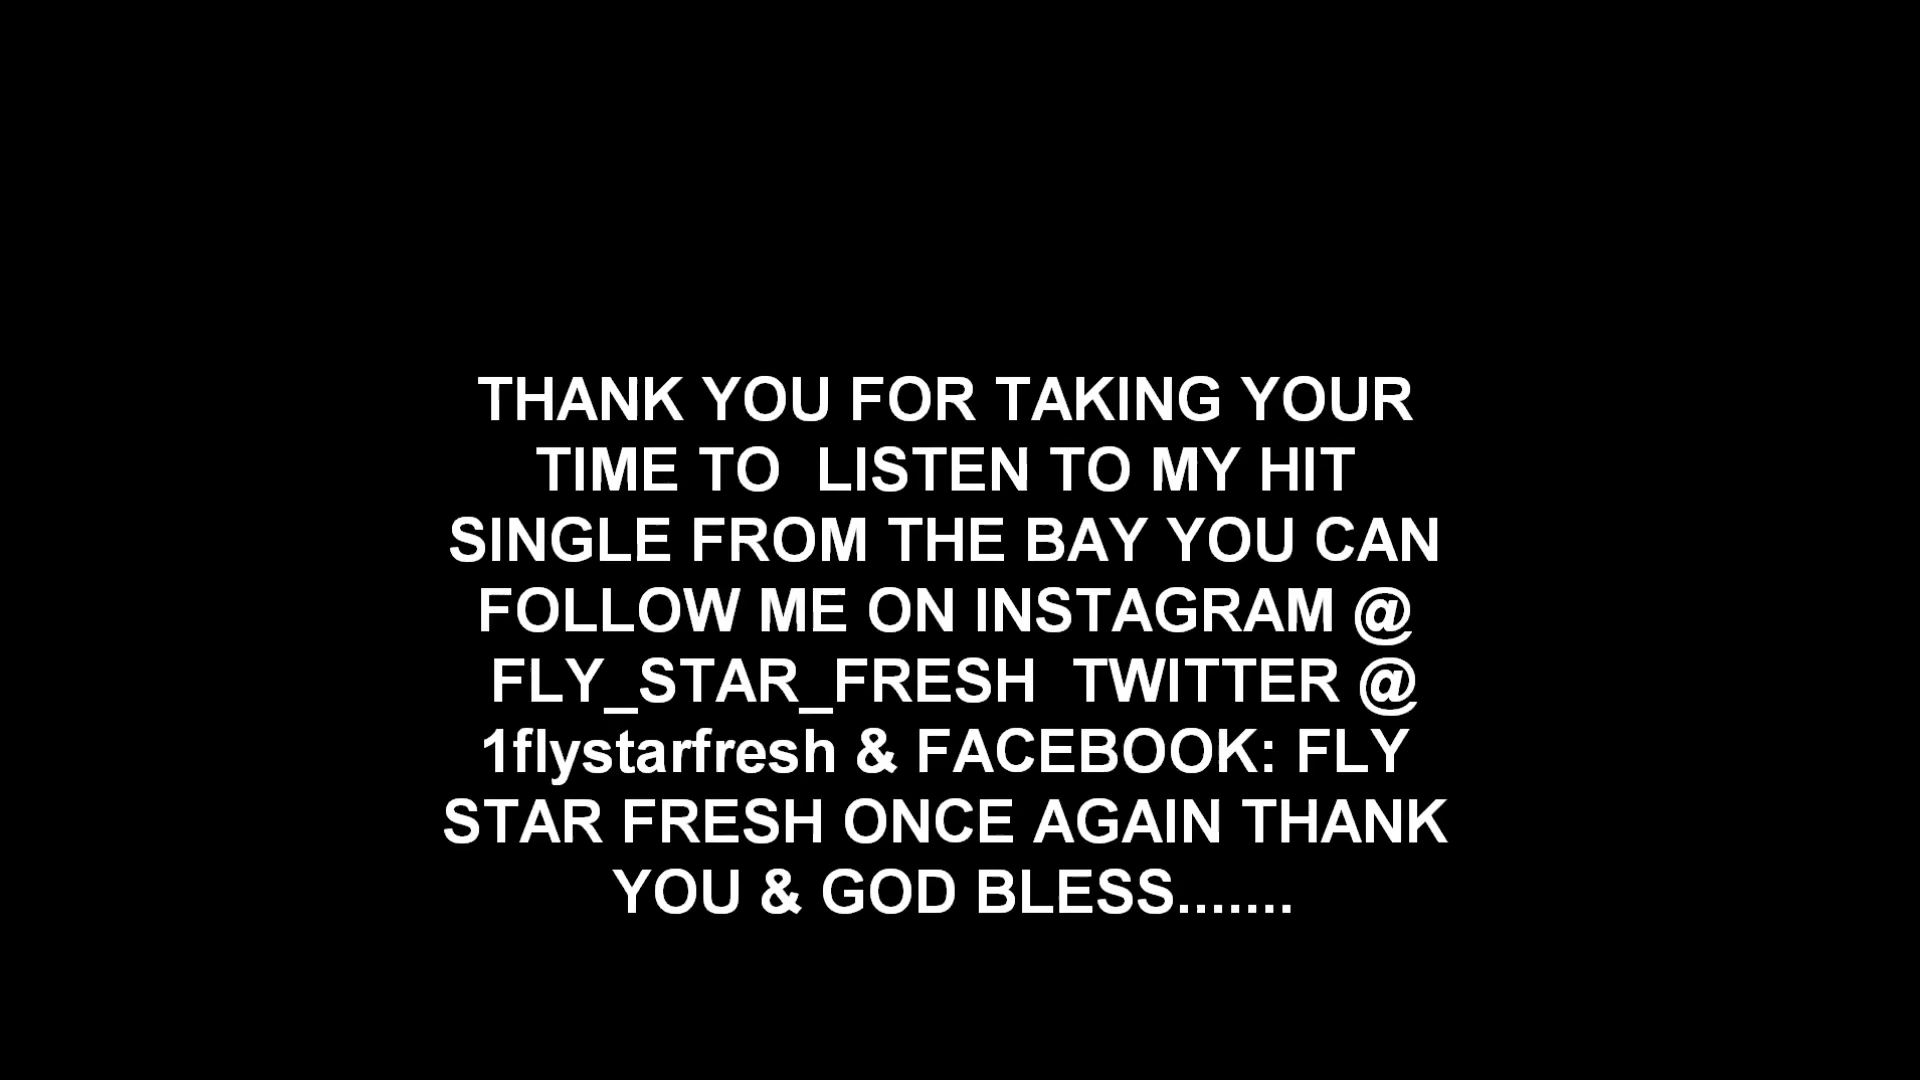 THANK YOU FOR TAKING YOUR
TIME TO  LISTEN TO MY HIT
SINGLE FROM THE BAY YOU CAN
FOLLOW ME ON INSTAGRAM @
FLY_STAR_FRESH  TWITTER @
1flystarfresh & FACEBOOK: FLY
STAR FRESH ONCE AGAIN THANK
YOU & GOD BLESS.......